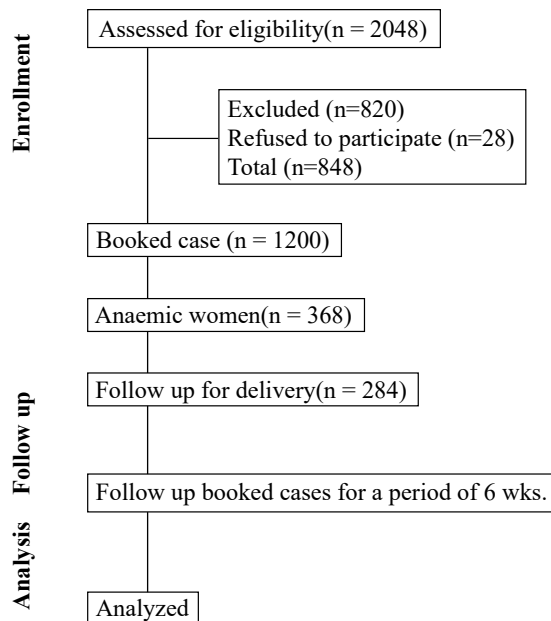 Enrollment
Assessed for eligibility(n = 2048)
Excluded (n=820)
Refused to participate (n=28)
Total (n=848)
Booked case (n = 1200)
Anaemic women(n = 368)
Follow up
Follow up for delivery(n = 284)
Follow up booked cases for a period of 6 wks.
Analysis
Analyzed